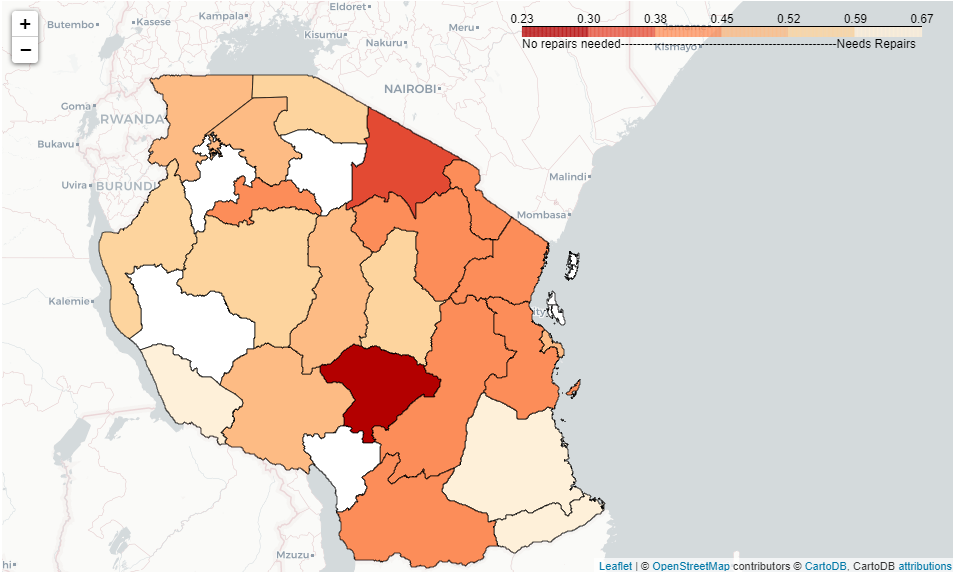 +
−
Butembo
Kasese
Kampala
Eldoret
Kisumu
Nakuru
Meru
0.23 0.30 0.38 0.45 0.52 0.59 0.67
No repairs needed------------------------------------------------------Needs Repairs
Kismayo
Goma
RWANDA
NAIROBI
Bukavu
Uvira
BURUNDI
Malindi
Mombasa
Kalemie
City
Mzuzu
hi
Leaflet | © OpenStreetMap contributors © CartoDB, CartoDB attributions